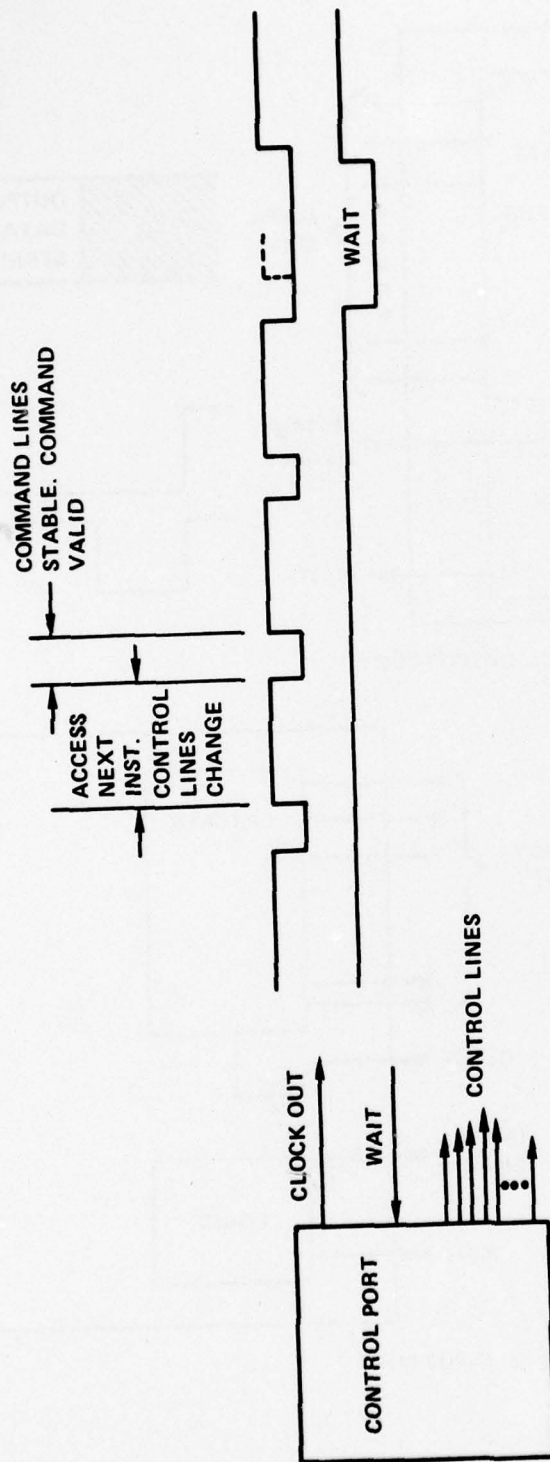 COMMAND LINES
STABLE. COMMAND
VALID
ACCESS
NEXT
INST.
CONTROL
LINES
CHANGE
WAIT
CLOCK OUT
WAIT
CONTROL LINES
CONTROL PORT